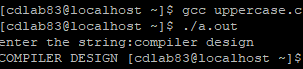 [cdlab83@localhost ~]$ gcc uppercase.c
[cdlab83@localhost ~]$ ./a.out
enter the string:compiler design
COMPILER DESIGN [cdlab83@localhost ~]$